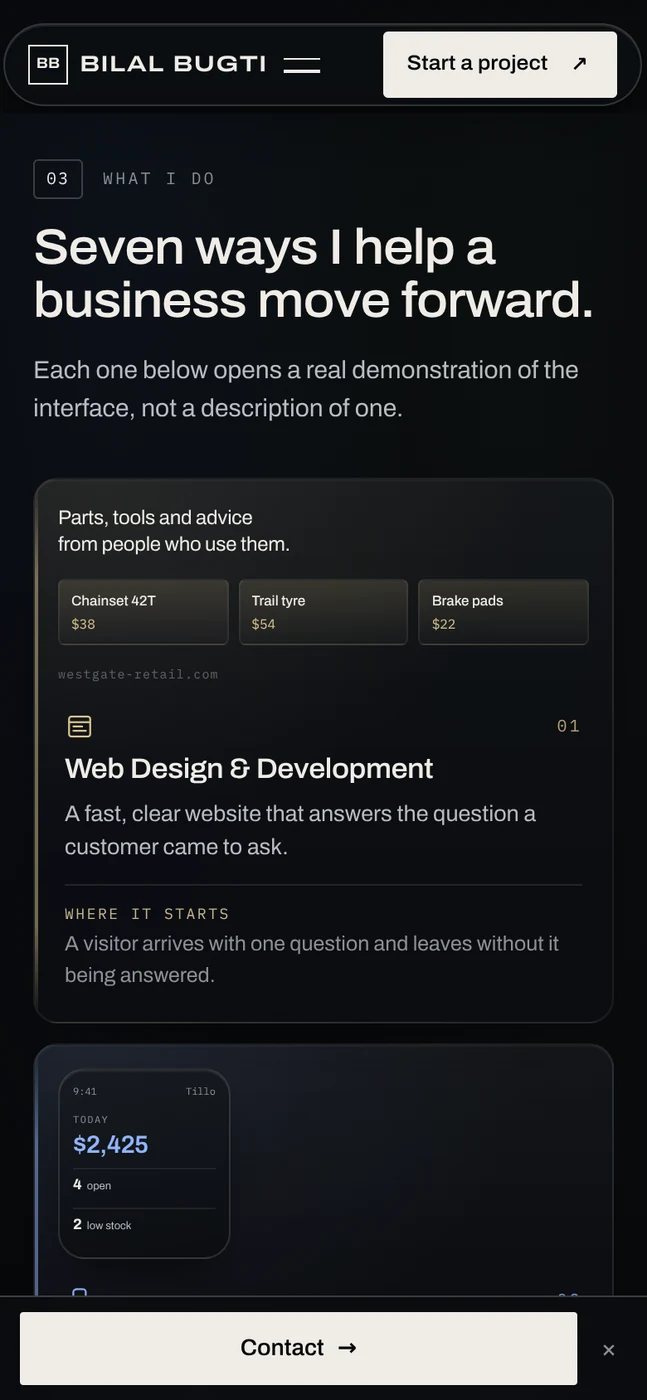 BB BILAL BUGTI Start a project ↗
03 WHAT I DO
Seven ways I help a
business move forward.
Each one below opens a real demonstration of the
interface, not a description of one.
Parts, tools and advice
from people who use them.
Chainset 42T Trail tyre Brake pads
$38 $54 $22
westgate-retail.com
01
Web Design & Development
A fast, clear website that answers the question a
customer came to ask.
WHERE IT STARTS
A visitor arrives with one question and leaves without it
being answered.
9:41 Tillo
TODAY
$2,425
4 open
2 low stock
Contact → ×